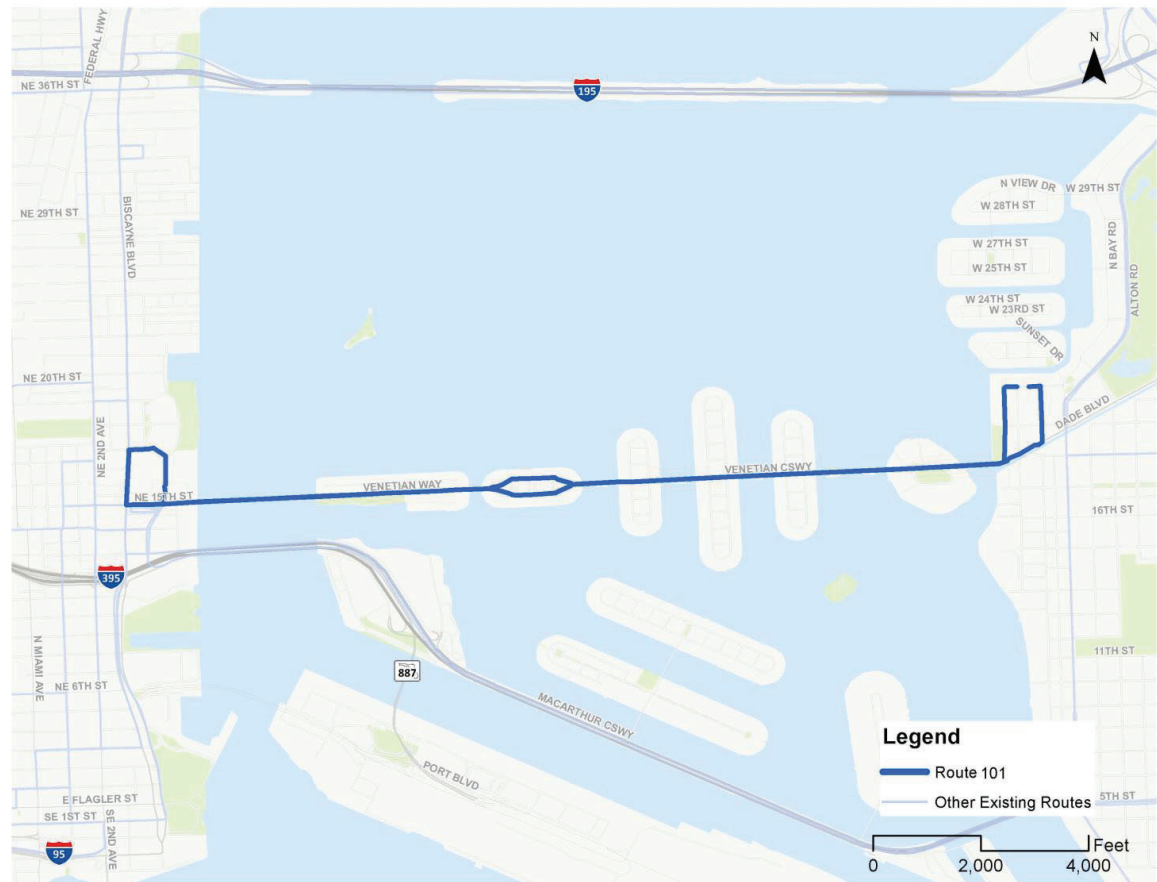 N
FEDERAL HWY
NE 36TH ST
195
N VIEW DR
W 29TH ST
W 28TH ST
NE 29TH ST
BISCAYNE BLVD
W 27TH ST
W 25TH ST
N BAY RD
ALTON RD
W 24TH ST
W 23RD ST
SUNSET DR
NE 20TH ST
NE 2ND AVE
DADE BLVD
VENETIAN CSWY
VENETIAN WAY
NE 15TH ST
16TH ST
395
N MIAMI AVE
11TH ST
887
NE 6TH ST
MACARTHUR CSWY
PORT BLVD
Legend
Route 101
Other Existing Routes
5TH ST
E FLAGLER ST
SE 1ST ST
SE 2ND AVE
95
Feet
0 2,000 4,000